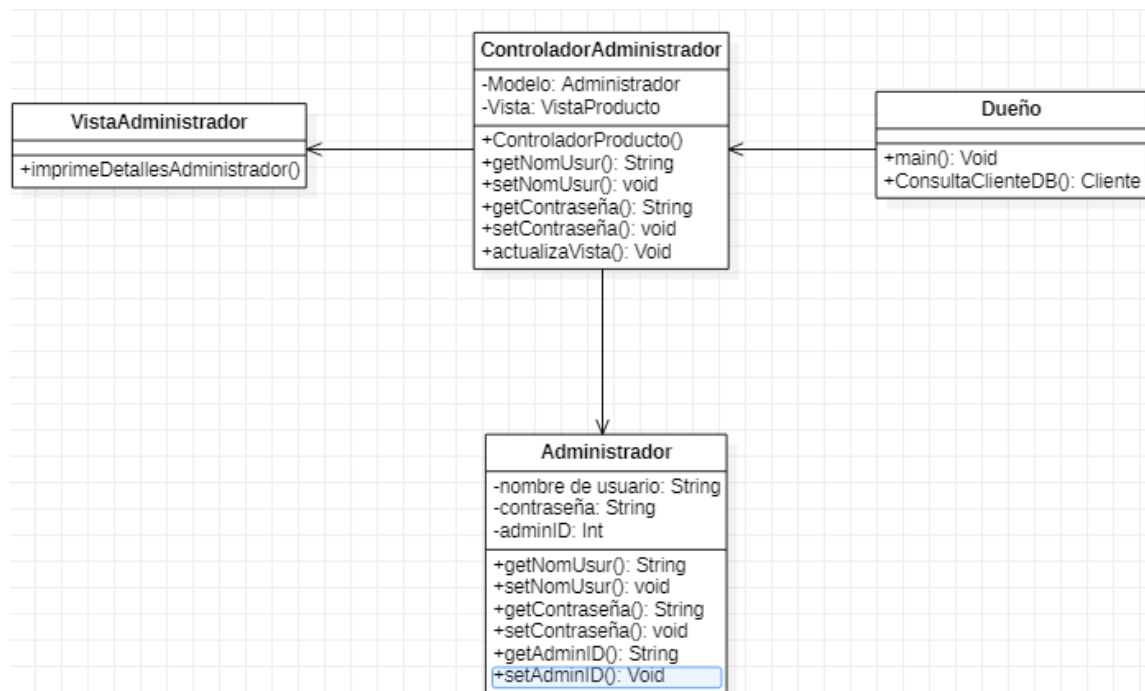 ControladorAdministrador
-Modelo: Administrador
-Vista: VistaProducto
+ControladorProducto()
+getNomUsur(): String
+setNomUsur(): void
+getContraseña(): String
+setContraseña(): void
+actualizaVista(): Void
VistaAdministrador
+imprimeDetallesAdministrador()
Dueño
+main(): Void
+ConsultaClienteDB(): Cliente
Administrador
-nombre de usuario: String
-contraseña: String
-adminID: Int
+getNomUsur(): String
+setNomUsur(): void
+getContraseña(): String
+setContraseña(): void
+getAdminID(): String
+setAdminID(): Void